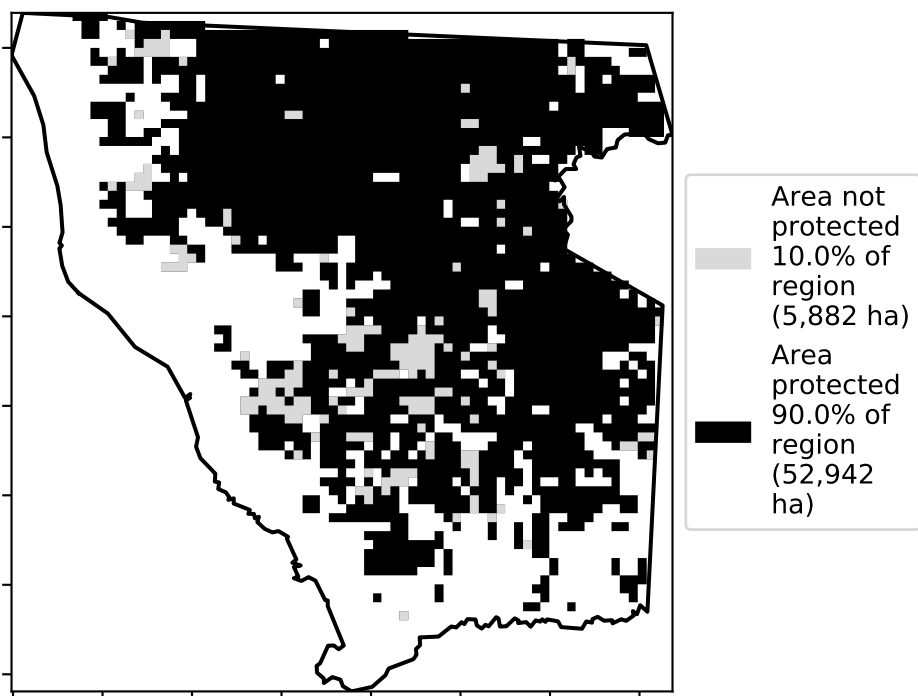 Area not
protected
10.0% of
region
(5,882 ha)
Area
protected
90.0% of
region
(52,942
ha)